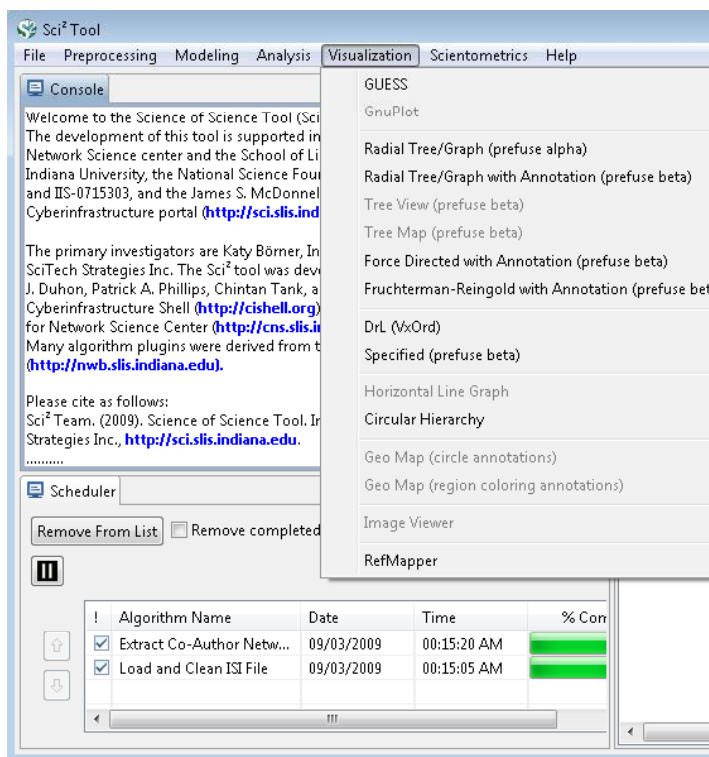 Sci² Tool
File Preprocessing Modeling Analysis Visualization Scientometrics Help
Console
Welcome to the Science of Science Tool (Sci
The development of this tool is supported in
Network Science center and the School of Li
Indiana University, the National Science Four
and IIS-0715303, and the James S. McDonnel
Cyberinfrastructure portal (http://sci.slis.ind
The primary investigators are Katy Börner, In
SciTech Strategies Inc. The Sci² tool was deve
J. Duhon, Patrick A. Phillips, Chintan Tank, a
Cyberinfrastructure Shell (http://cishell.org)
for Network Science Center (http://cns.slis.in
Many algorithm plugins were derived from t
(http://nwb.slis.indiana.edu).
Please cite as follows:
Sci² Team. (2009). Science of Science Tool. Ir
Strategies Inc., http://sci.slis.indiana.edu.
..........
GUESS
GnuPlot
Radial Tree/Graph (prefuse alpha)
Radial Tree/Graph with Annotation (prefuse beta)
Tree View (prefuse beta)
Tree Map (prefuse beta)
Force Directed with Annotation (prefuse beta)
Fruchterman-Reingold with Annotation (prefuse bet
DrL (VxOrd)
Specified (prefuse beta)
Horizontal Line Graph
Circular Hierarchy
Geo Map (circle annotations)
Geo Map (region coloring annotations)
Image Viewer
RefMapper
Scheduler
Remove From List Remove completed
! Algorithm Name Date Time % Com
Extract Co-Author Netw... 09/03/2009 00:15:20 AM
Load and Clean ISI File 09/03/2009 00:15:05 AM